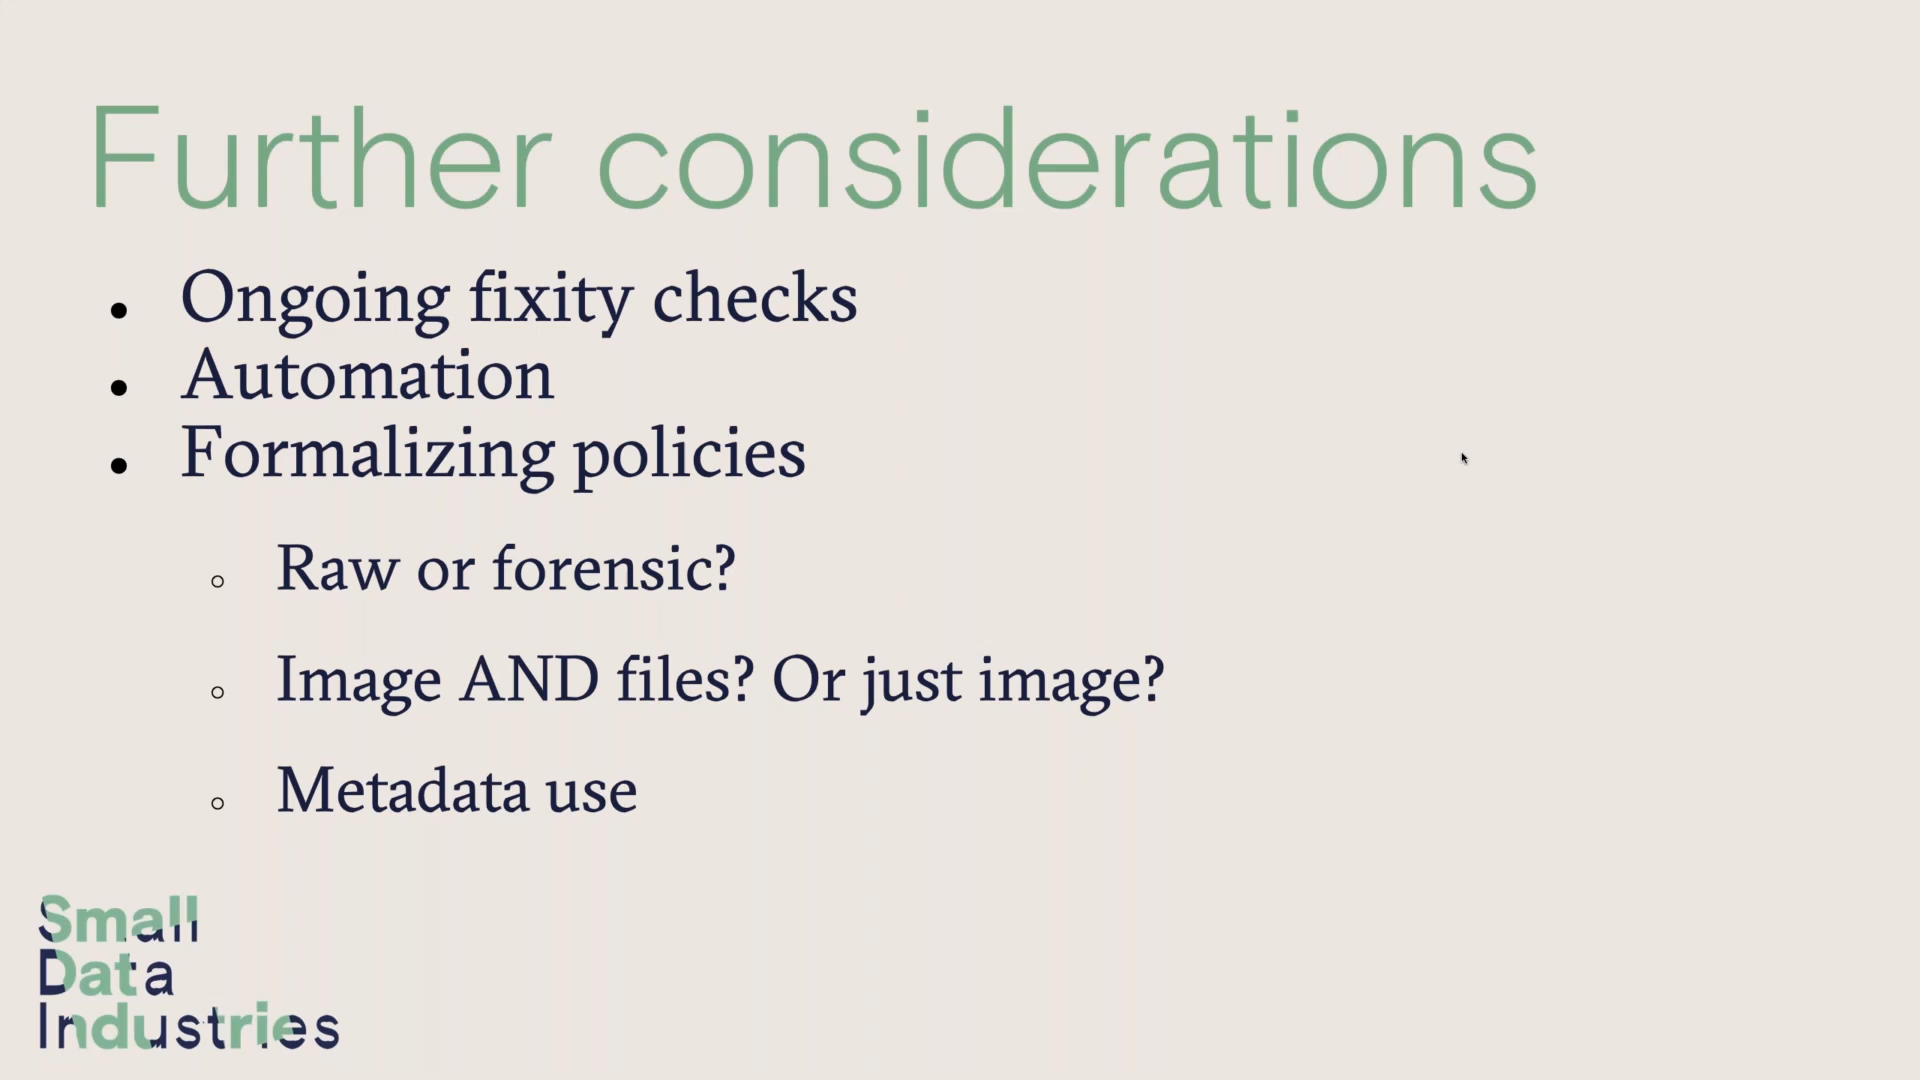 Further considerations
Ongoing fixity checks
Automation
Formalizing policies
Raw or forensic?
Image AND files? Or just image?
Metadata use
Small
Data
Industries